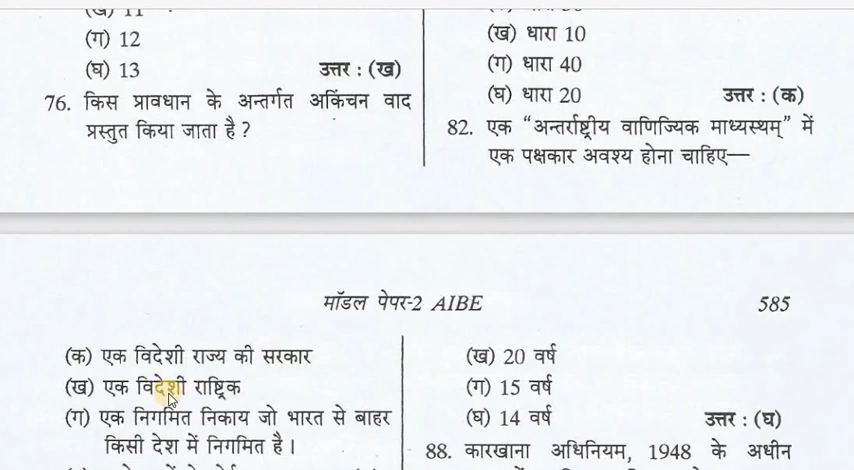 (ख) 11
(ग) 12
(घ) 13 उत्तर : (ख)
76. किस प्रावधान के अन्तर्गत अकिंचन वाद
प्रस्तुत किया जाता है ?
(ख) धारा 10
(ग) धारा 40
(घ) धारा 20 उत्तर : (क)
82. एक “अन्तर्राष्ट्रीय वाणिज्यिक माध्यस्थम्” में
एक पक्षकार अवश्य होना चाहिए—
मॉडल पेपर-2 AIBE 585
(क) एक विदेशी राज्य की सरकार
(ख) एक विदेशी राष्ट्रिक
(ग) एक निगमित निकाय जो भारत से बाहर
किसी देश में निगमित है।
(ख) 20 वर्ष
(ग) 15 वर्ष
(घ) 14 वर्ष उत्तर : (घ)
88. कारखाना अधिनियम, 1948 के अधीन